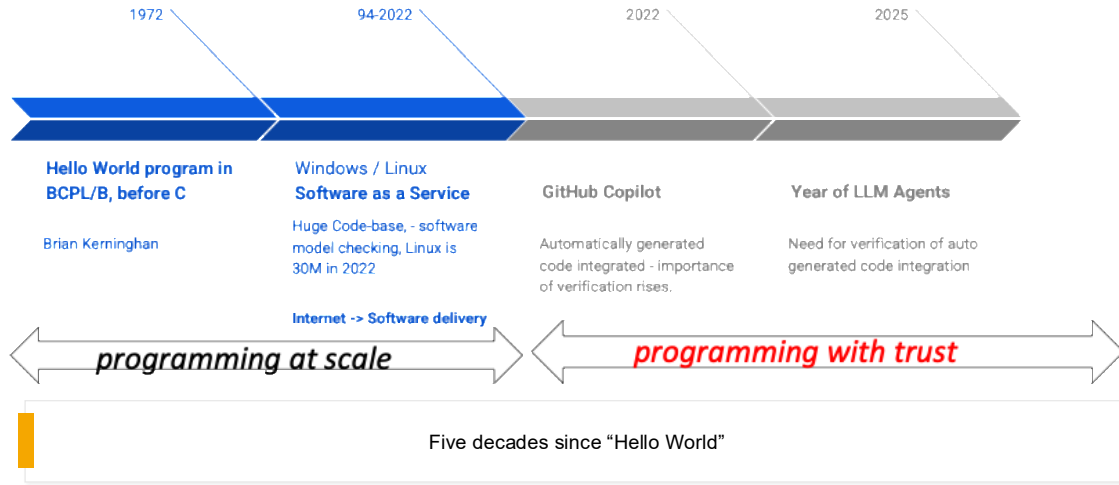 1972
94-2022
2022
2025
Hello World program in
BCPL/B, before C
Brian Kerninghan
Windows / Linux
Software as a Service
Huge Code-base, - software
model checking, Linux is
30M in 2022
Internet -> Software delivery
GitHub Copilot
Automatically generated
code integrated - importance
of verification rises.
Year of LLM Agents
Need for verification of auto
generated code integration
programming at scale
programming with trust
Five decades since “Hello World”